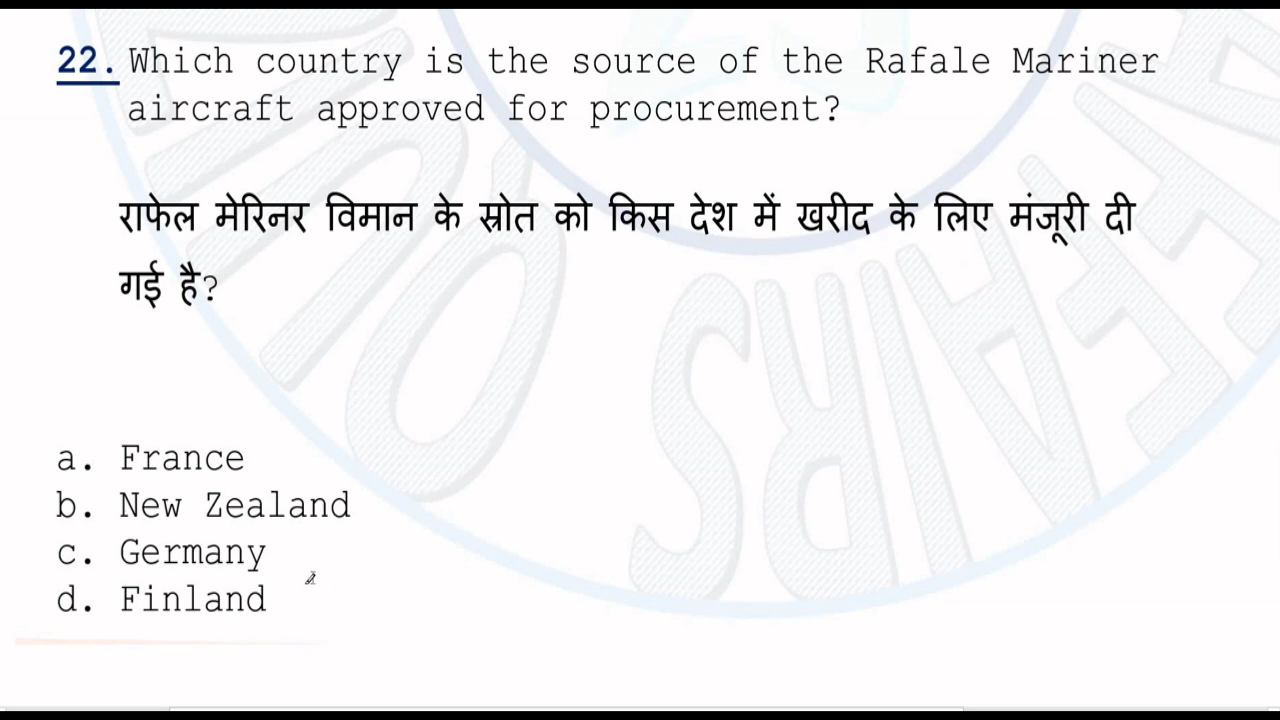 22. Which country is the source of the Rafale Mariner
aircraft approved for procurement?
राफेल मेरिनर विमान के स्रोत को किस देश में खरीद के लिए मंजूरी दी
गई है?
a. France
b. New Zealand
c. Germany
d. Finland
AFFAIRS